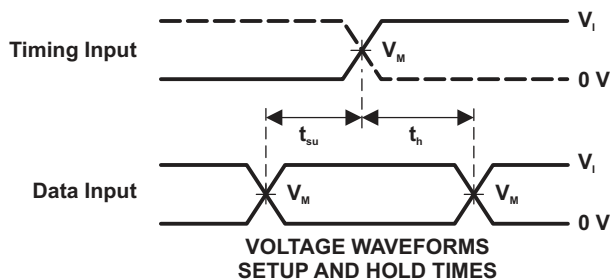 V_I
Timing Input
V_M
0 V
t_su
t_h
V_I
Data Input
V_M
V_M
0 V
VOLTAGE WAVEFORMS
SETUP AND HOLD TIMES